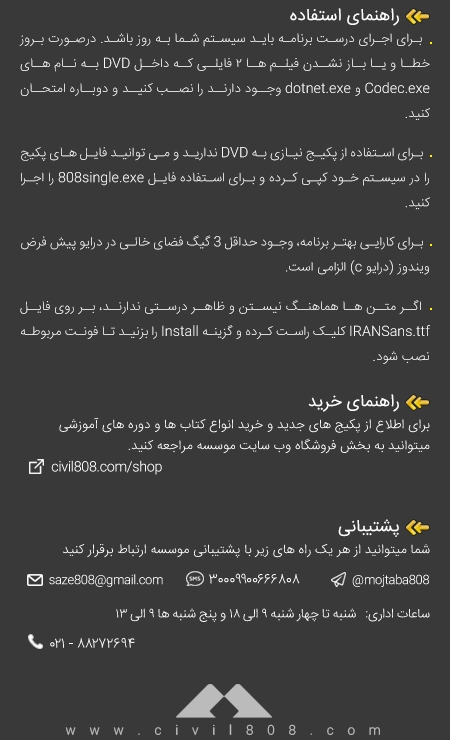 راهنمای استفاده
برای اجرای درست برنامه باید سیستم شما به روز باشد. درصورت بروز
خطا و یا باز نشدن فیلم ها ۲ فایلی که داخل DVD به نام های
Codec.exe و dotnet.exe وجود دارند را نصب کنید و دوباره امتحان
کنید.
برای استفاده از پکیج نیازی به DVD ندارید و می توانید فایل های پکیج
را در سیستم خود کپی کرده و برای استفاده فایل 808single.exe را اجرا
کنید.
برای کارایی بهتر برنامه، وجود حداقل 3 گیگ فضای خالی در درایو پیش فرض
ویندوز (درایو c) الزامی است.
اگر متن ها هماهنگ نیستن و ظاهر درستی ندارند، بر روی فایل
IRANSans.ttf کلیک راست کرده و گزینه Install را بزنید تا فونت مربوطه
نصب شود.
راهنمای خرید
برای اطلاع از پکیج های جدید و خرید انواع کتاب ها و دوره های آموزشی
میتوانید به بخش فروشگاه وب سایت موسسه مراجعه کنید.
civil808.com/shop
پشتیبانی
شما میتوانید از هر یک راه های زیر با پشتیبانی موسسه ارتباط برقرار کنید
@mojtaba808 SMS ۳۰۰۰۹۹۰۰۶۶۶۸۰۸ saze808@gmail.com
ساعات اداری: شنبه تا چهار شنبه ۹ الی ۱۸ و پنج شنبه ها ۹ الی ۱۳
۰۲۱ - ۸۸۲۷۲۶۹۴
www.civil808.com